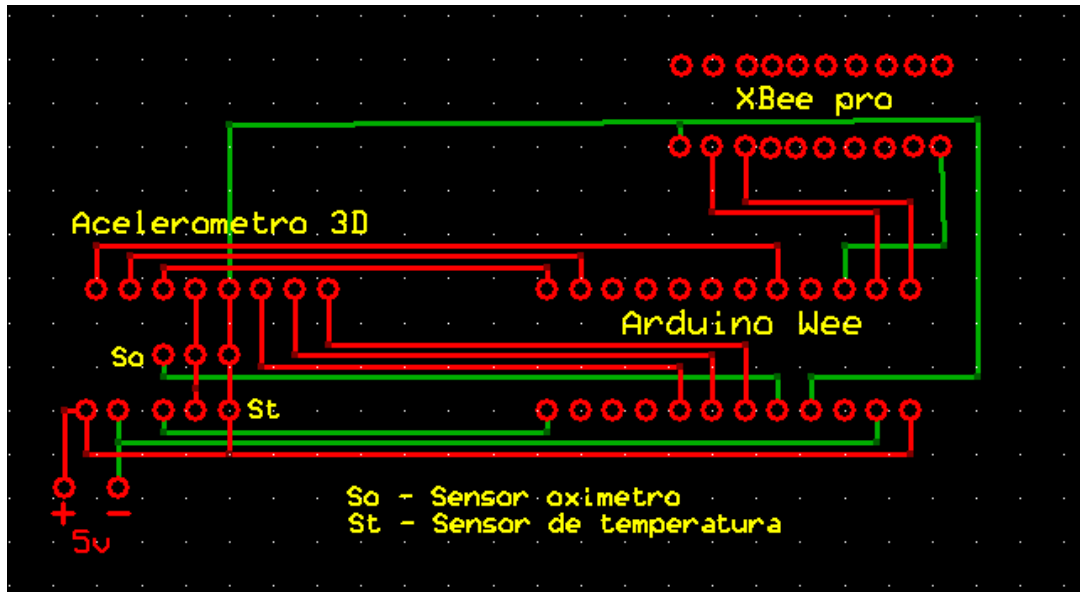 XBee pro
Acelerometro 3D
Arduino Wee
So
St
+ -
5v
So - Sensor oximetro
St - Sensor de temperatura